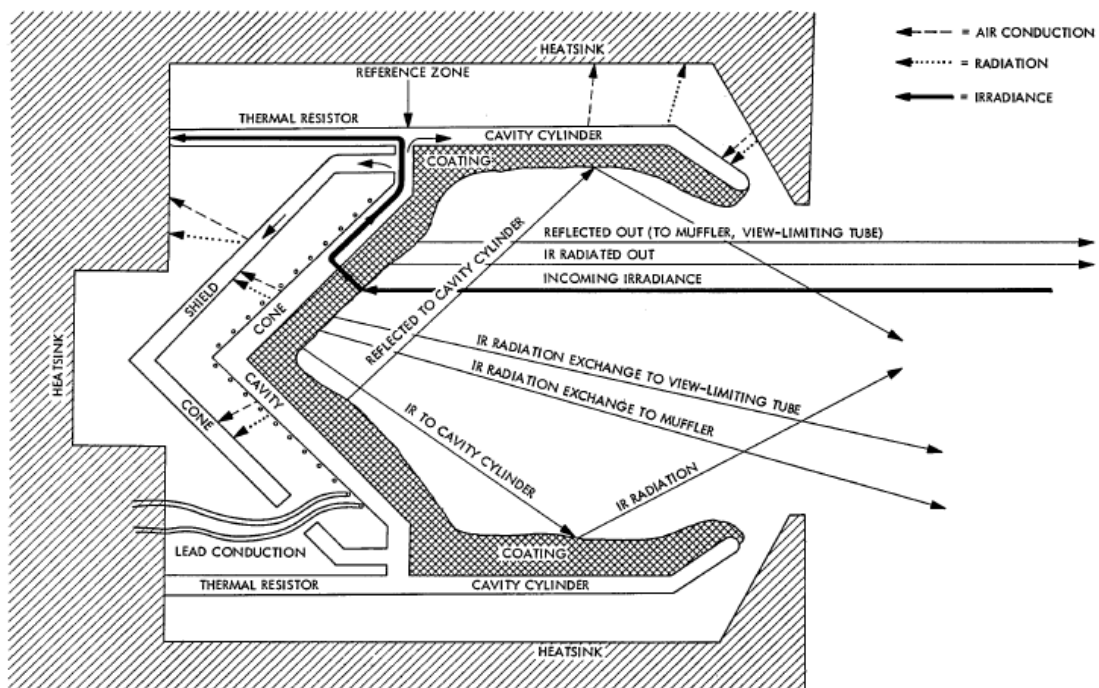 HEATSINK
= AIR CONDUCTION
= RADIATION
= IRRADIANCE
REFERENCE ZONE
THERMAL RESISTOR
CAVITY CYLINDER
COATING
REFLECTED OUT (TO MUFFLER, VIEW-LIMITING TUBE)
IR RADIATED OUT
INCOMING IRRADIANCE
REFLECTED TO CAVITY CYLINDER
SHIELD
CONE
HEATSINK
CONE
CAVITY
IR RADIATION EXCHANGE TO VIEW-LIMITING TUBE
IR RADIATION EXCHANGE TO MUFFLER
IR TO CAVITY CYLINDER
IR RADIATION
LEAD CONDUCTION
COATING
THERMAL RESISTOR
CAVITY CYLINDER
HEATSINK